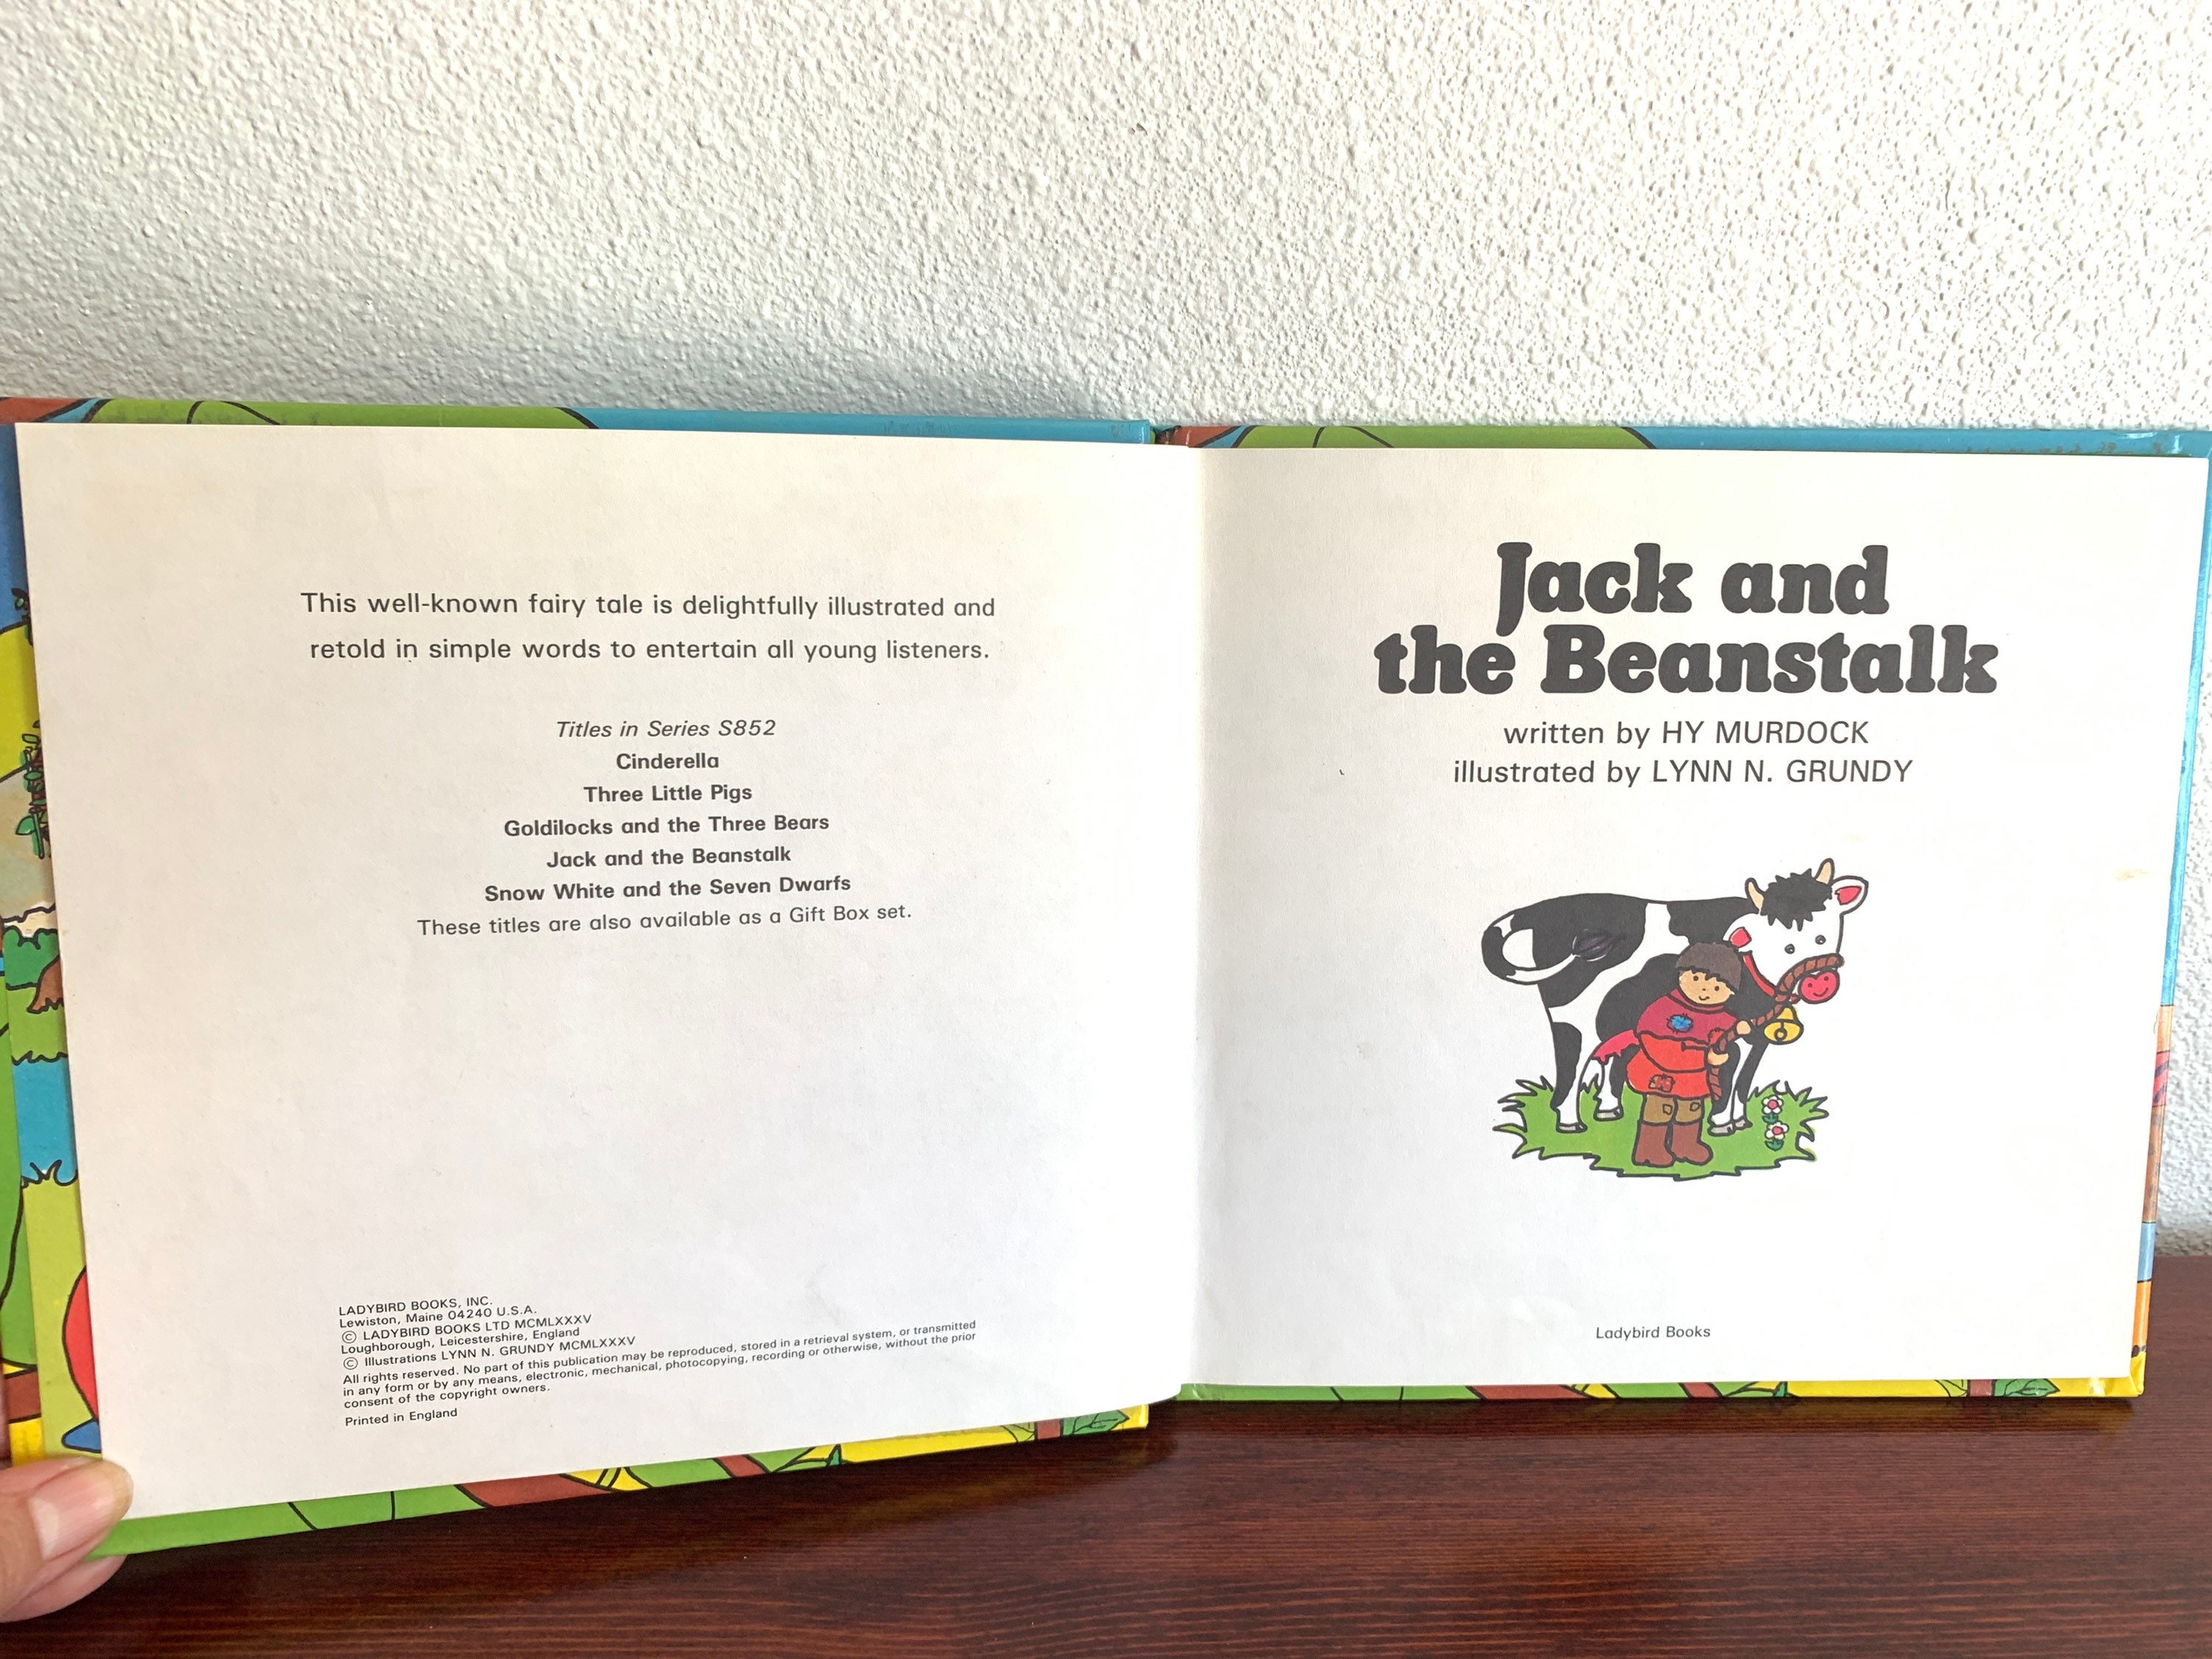 This well-known fairy tale is delightfully illustrated and
retold in simple words to entertain all young listeners.
Titles in Series S852
Cinderella
Three Little Pigs
Goldilocks and the Three Bears
Jack and the Beanstalk
Snow White and the Seven Dwarfs
These titles are also available as a Gift Box set.
LADYBIRD BOOKS, INC.
Lewiston, Maine 04240 U.S.A.
© LADYBIRD BOOKS LTD MCMLXXXV
Loughborough, Leicestershire, England
© Illustrations LYNN N. GRUNDY MCMLXXXV
All rights reserved. No part of this publication may be reproduced, stored in a retrieval system, or transmitted
in any form or by any means, electronic, mechanical, photocopying, recording or otherwise, without the prior
consent of the copyright owners.
Printed in England
Jack and
the Beanstalk
written by HY MURDOCK
illustrated by LYNN N. GRUNDY
Ladybird Books